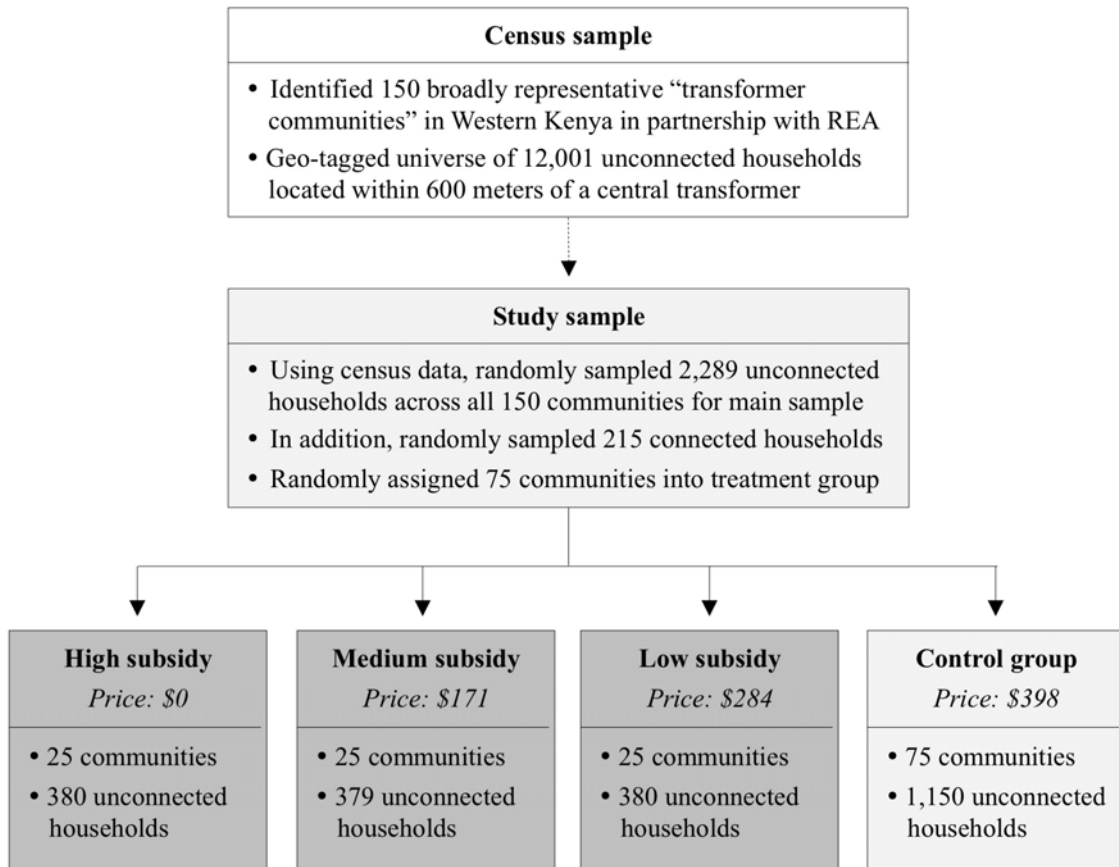 Census sample
• Identified 150 broadly representative “transformer
communities” in Western Kenya in partnership with REA
• Geo-tagged universe of 12,001 unconnected households
located within 600 meters of a central transformer
Study sample
• Using census data, randomly sampled 2,289 unconnected
households across all 150 communities for main sample
• In addition, randomly sampled 215 connected households
• Randomly assigned 75 communities into treatment group
High subsidy
Price: $0
• 25 communities
• 380 unconnected
households
Medium subsidy
Price: $171
• 25 communities
• 379 unconnected
households
Low subsidy
Price: $284
• 25 communities
• 380 unconnected
households
Control group
Price: $398
• 75 communities
• 1,150 unconnected
households